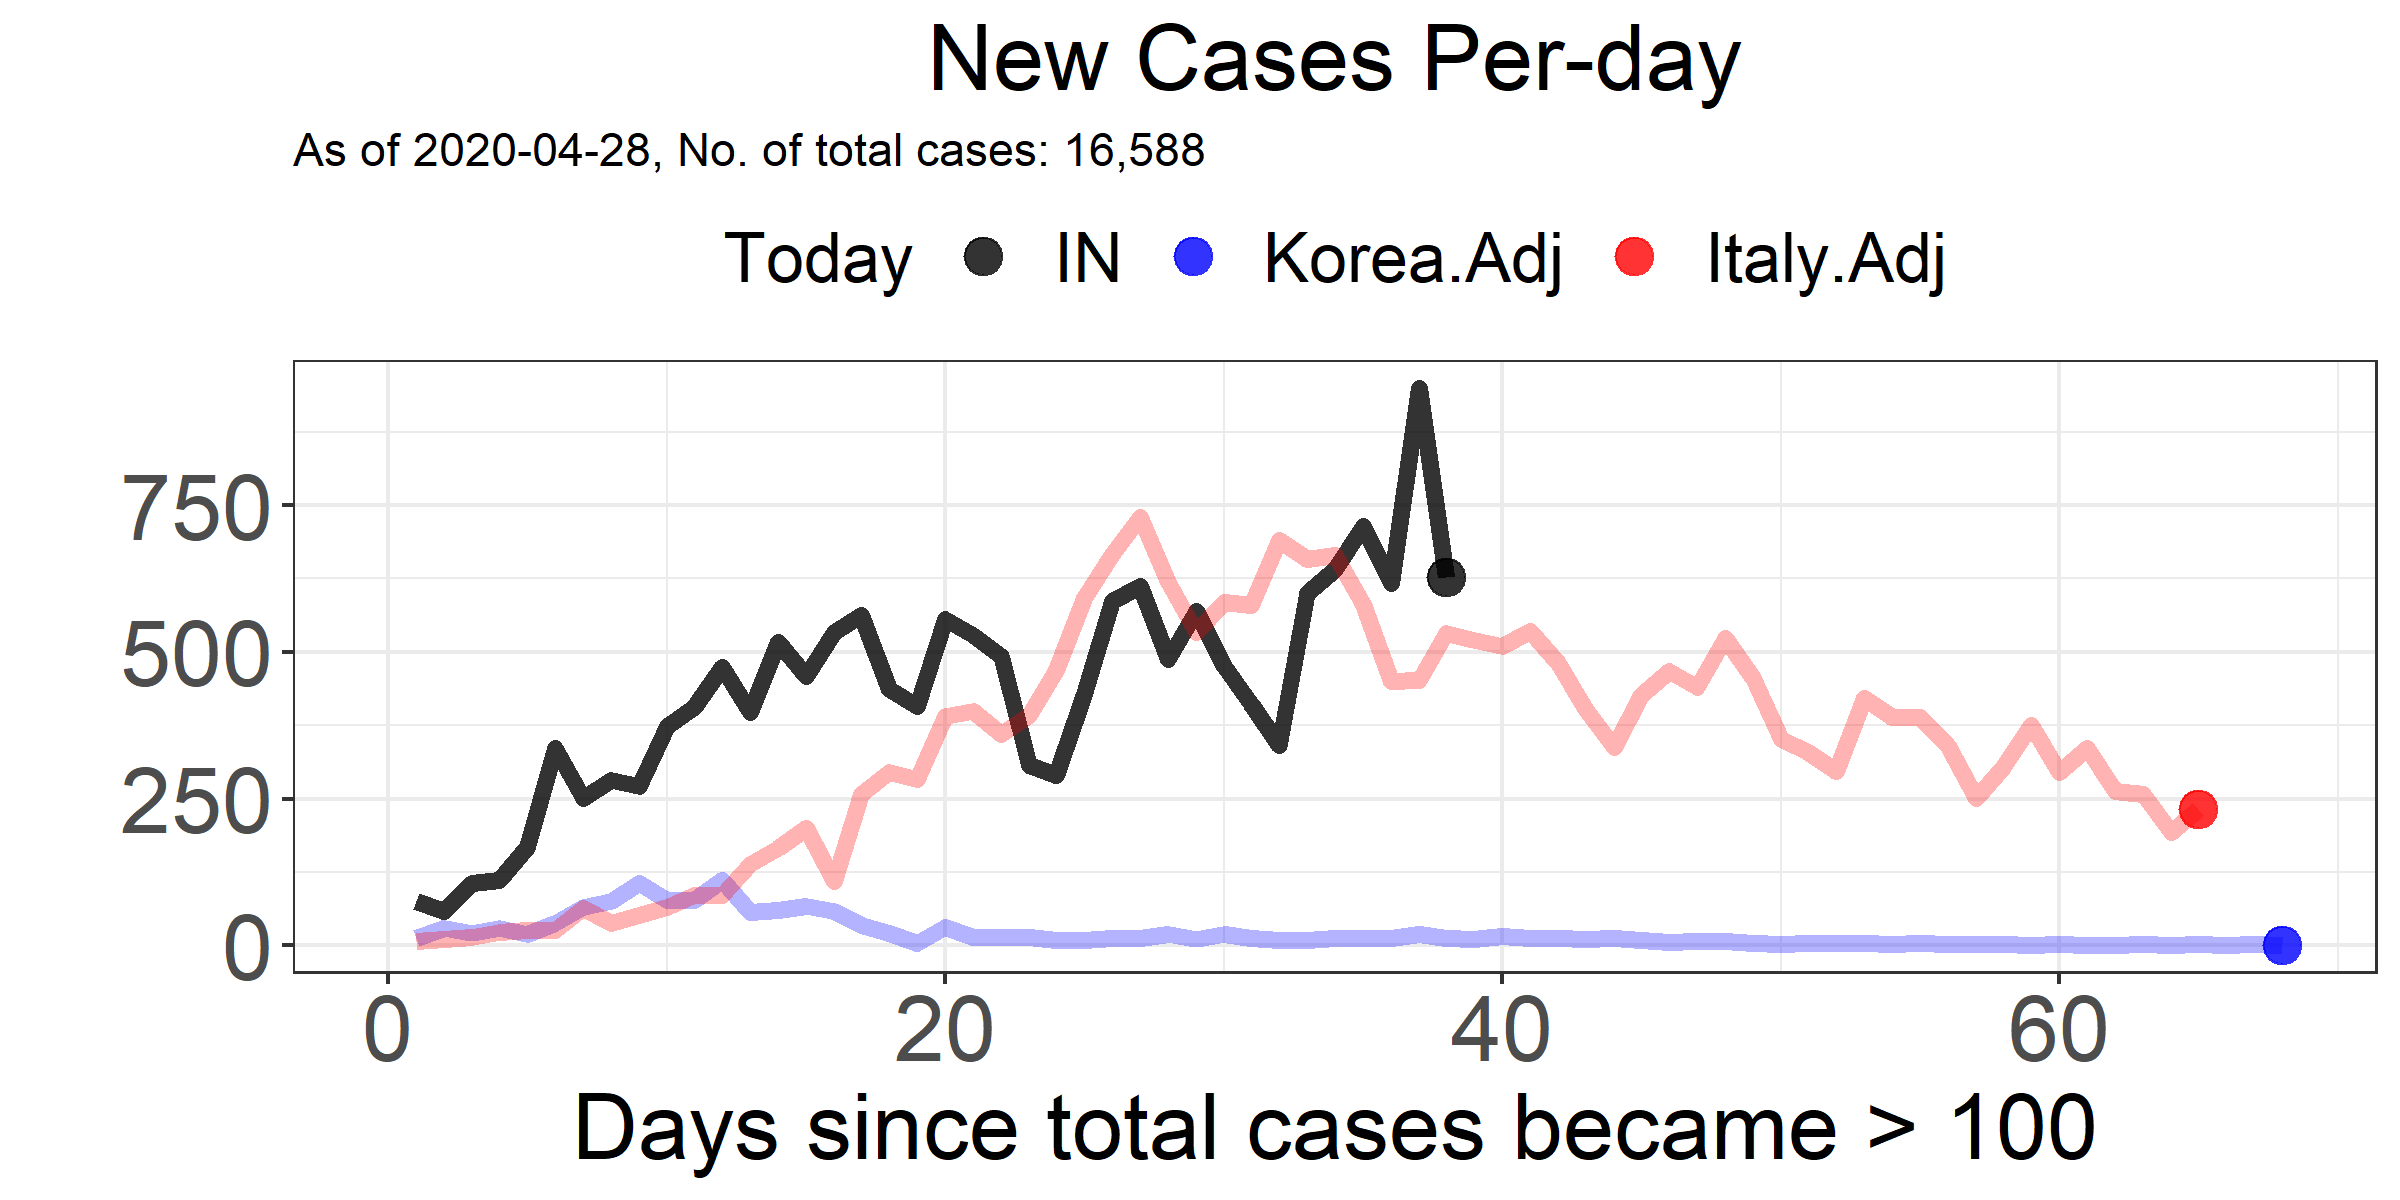 New Cases Per-day
As of 2020-04-28, No. of total cases: 16,588
Today IN Korea.Adj Italy.Adj
750
500
250
0
0 20 40 60
Days since total cases became > 100